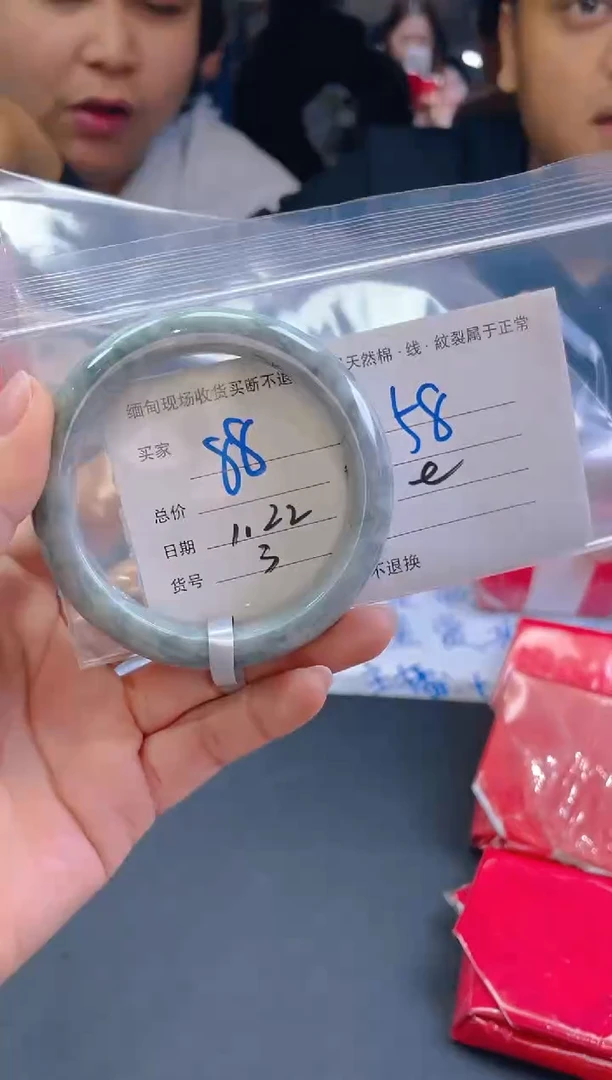 缅甸现场收货买断不退
天然棉·线·紋裂属于正常
买家 88
58
总价
e
日期 1.22
货号 3
不退换